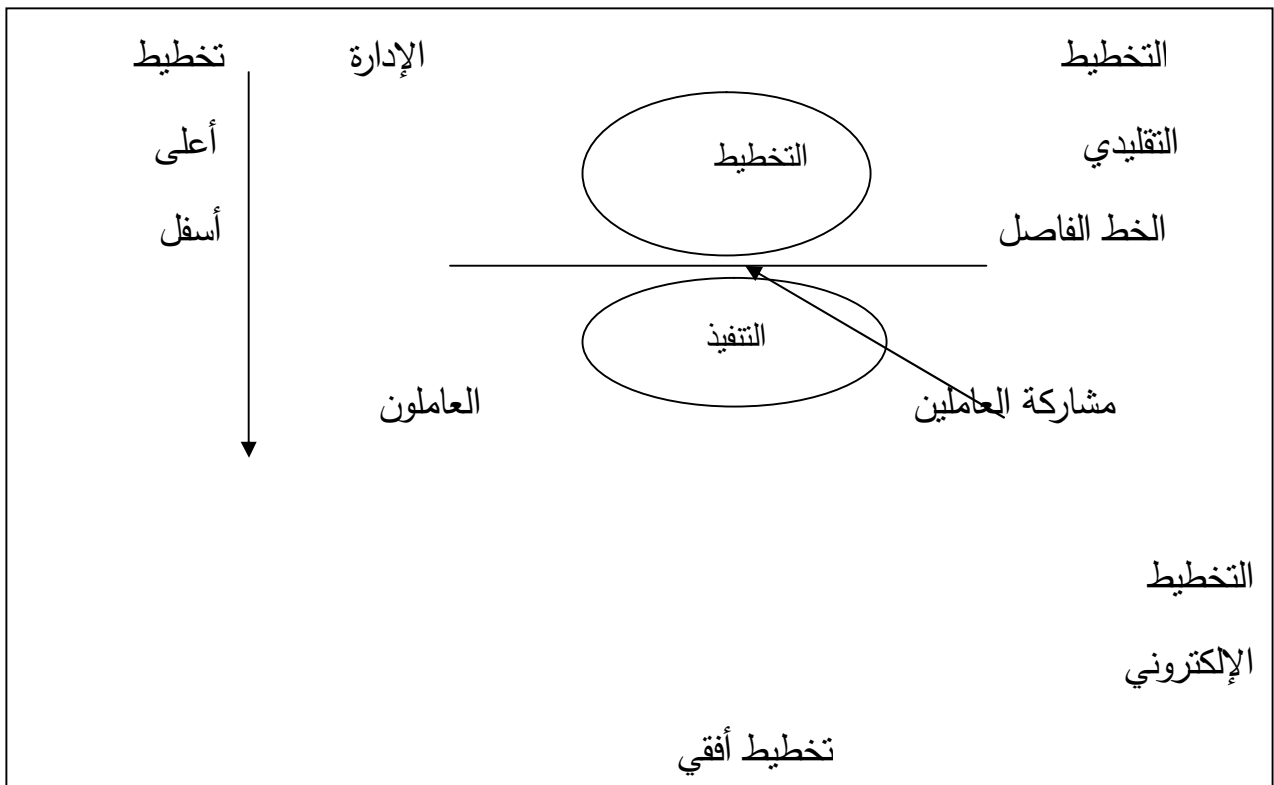 التخطيط
الإدارة
تخطيط
التخطيط
التقليدي
أعلى
الخط الفاصل
أسفل
التنفيذ
مشاركة العاملين
العاملون
التخطيط
الإلكتروني
تخطيط أفقي